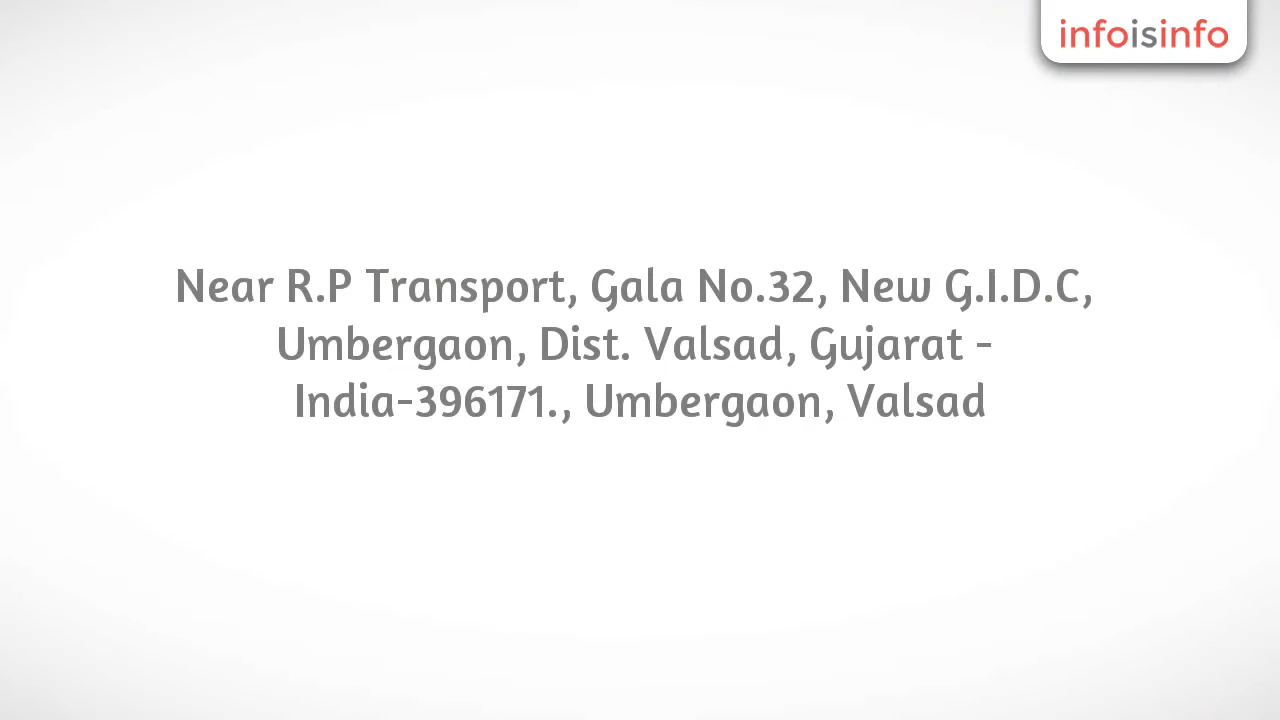 infoisinfo
Near R.P Transport, Gala No.32, New G.I.D.C,
Umbergaon, Dist. Valsad, Gujarat -
India-396171., Umbergaon, Valsad